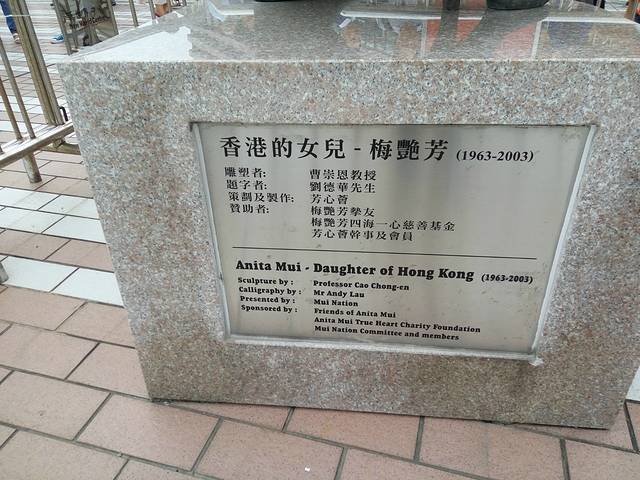 香港的女兒 - 梅艷芳 (1963-2003)
雕塑者: 曹崇恩教授
題字者: 劉德華先生
策劃及製作: 芳心薈
贊助者: 梅艷芳摯友
梅艷芳四海一心慈善基金
芳心薈幹事及會員
Anita Mui - Daughter of Hong Kong (1963-2003)
Sculpture by : Professor Cao Chong-en
Calligraphy by : Mr Andy Lau
Presented by : Mui Nation
Sponsored by : Friends of Anita Mui
Anita Mui True Heart Charity Foundation
Mui Nation Committee and members